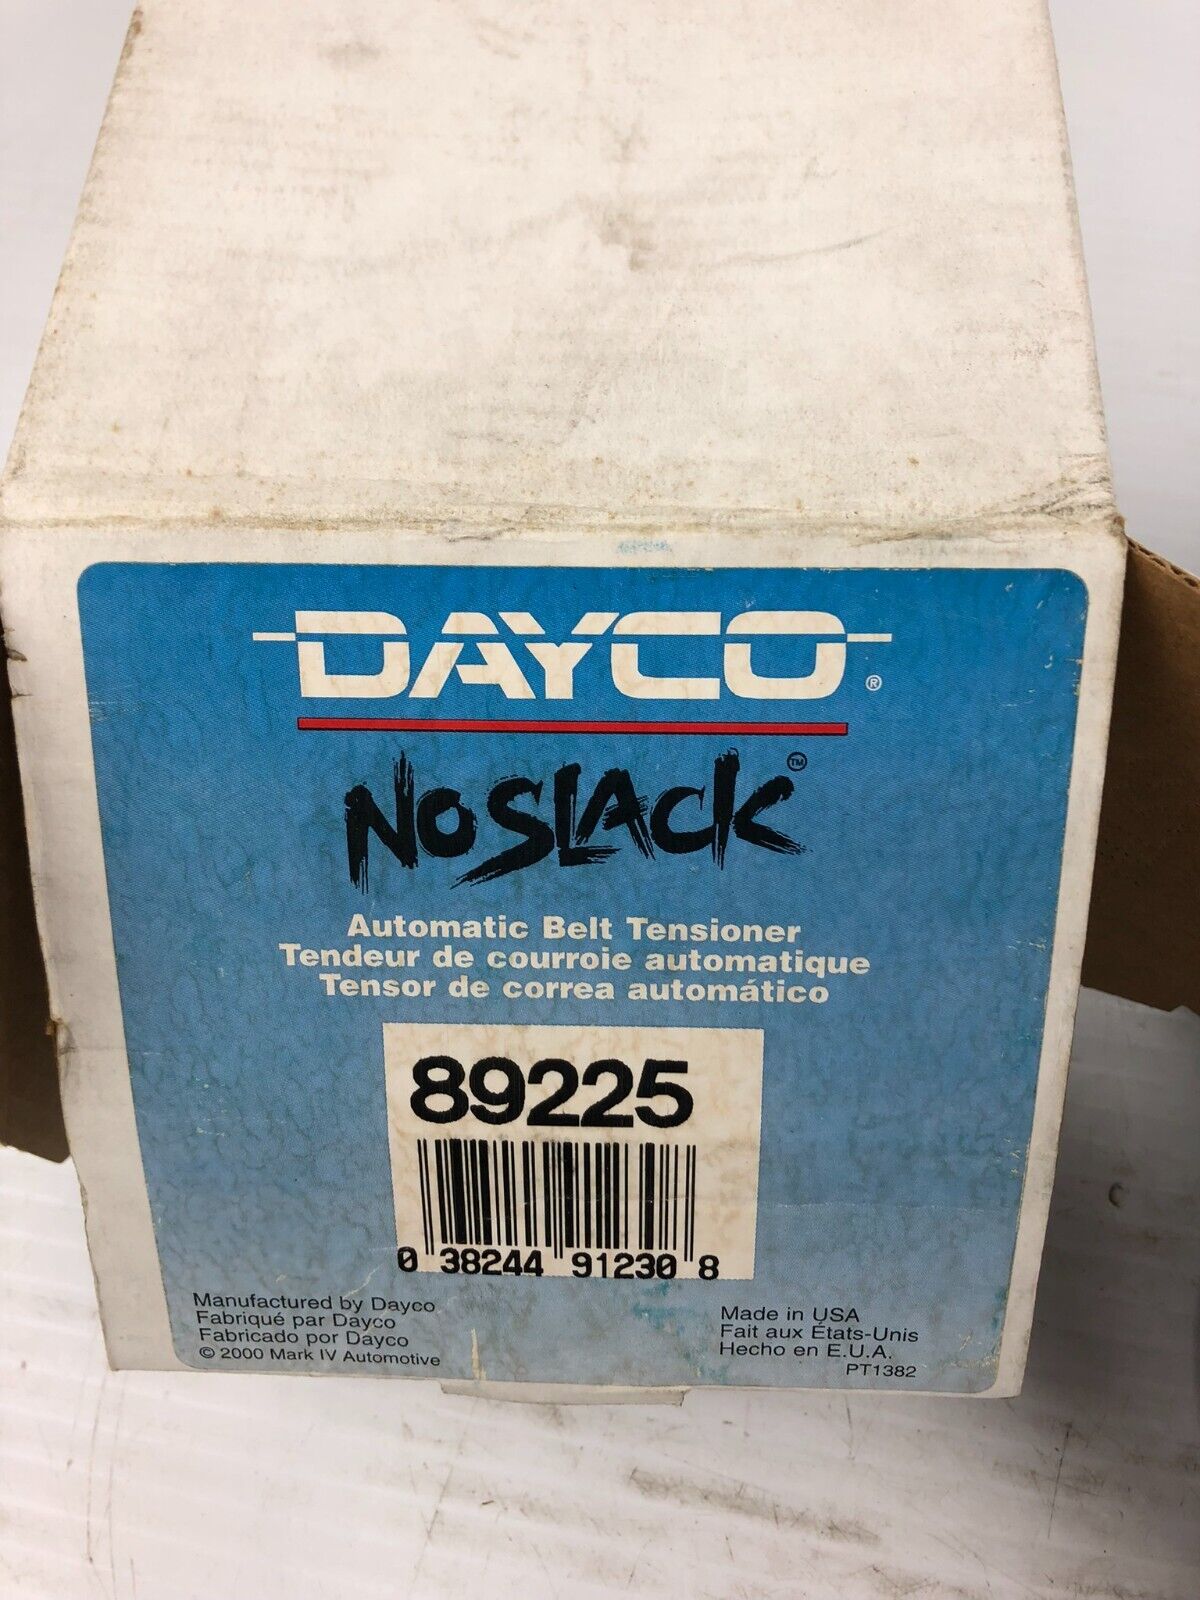 DAYCO®
NO SLACK™
Automatic Belt Tensioner
Tendeur de courroie automatique
Tensor de correa automático
89225
0 38244 91230 8
Manufactured by Dayco
Fabriqué par Dayco
Fabricado por Dayco
© 2000 Mark IV Automotive
Made in USA
Fait aux États-Unis
Hecho en E.U.A.
PT1382